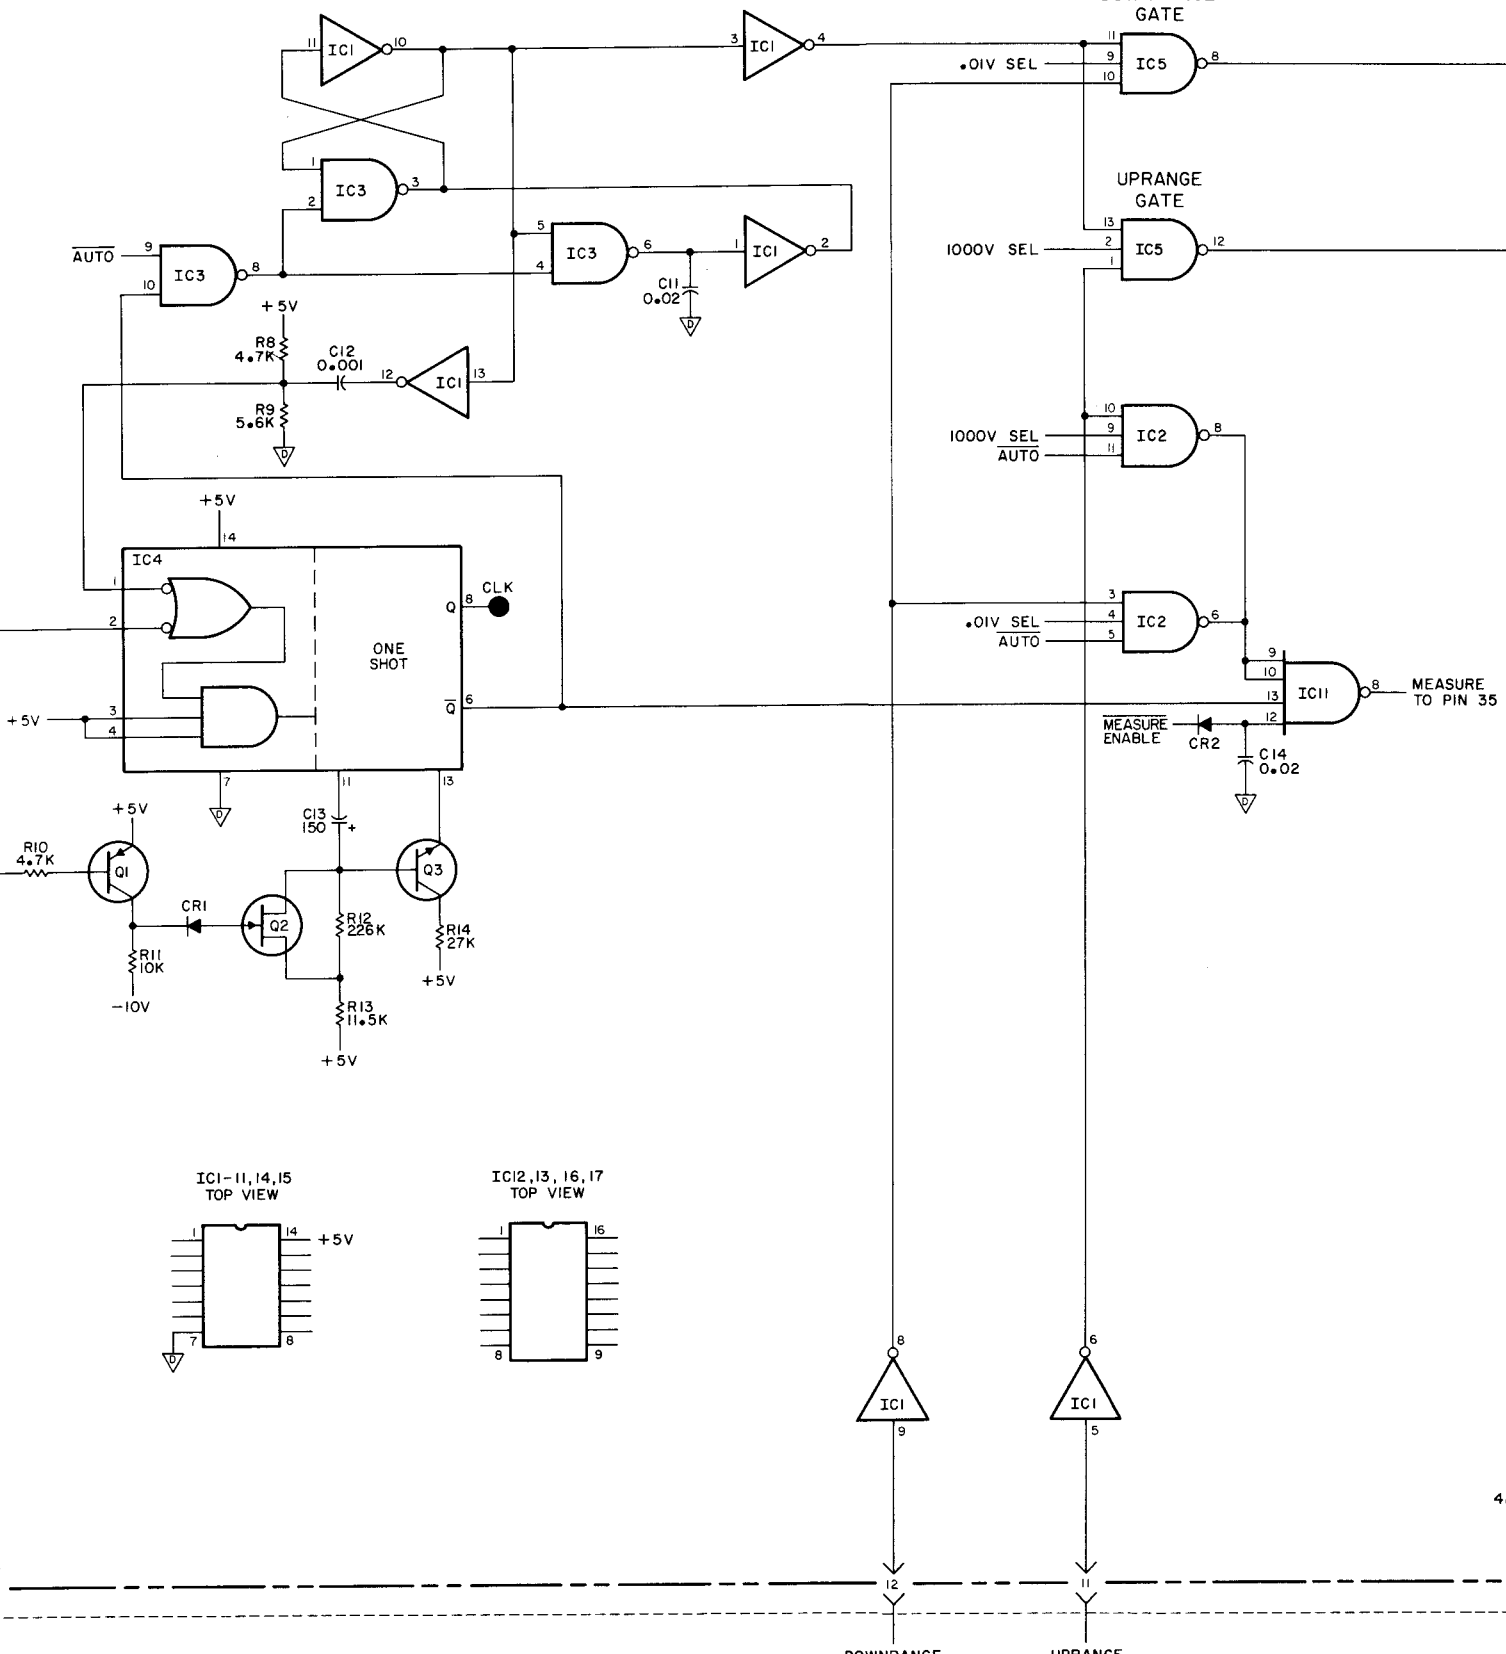 GATE
11 IC1 10
3 IC1 4
11
.01V SEL 9 IC5 8
10
1
IC3 3
2
UPRANGE
GATE
13
1000V SEL 2 IC5 12
1
AUTO 9
IC3 8
10
5
IC3 6
4
1 IC1 2
C11
0.02
D
+5V
R8
4.7K
C12
0.001
12 IC1 13
R9
5.6K
D
10
1000V SEL 9 IC2 8
AUTO 11
+5V
14
IC4
1
2
Q 8 CLK
ONE
SHOT
Q 6
+5V 3
4
7
D
11
13
3
.01V SEL 4 IC2 6
AUTO 5
9
10
13 IC11 8
12
MEASURE
TO PIN 35
MEASURE
ENABLE
CR2
C14
0.02
D
+5V
R10
4.7K
Q1
C13
150 +
Q3
CR1
Q2
R12
226K
R14
27K
+5V
R11
10K
-10V
R13
11.5K
+5V
IC1-11,14,15
TOP VIEW
1 14 +5V
7 8
D
IC12,13,16,17
TOP VIEW
1 16
8 9
8
IC1
9
6
IC1
5
12
11